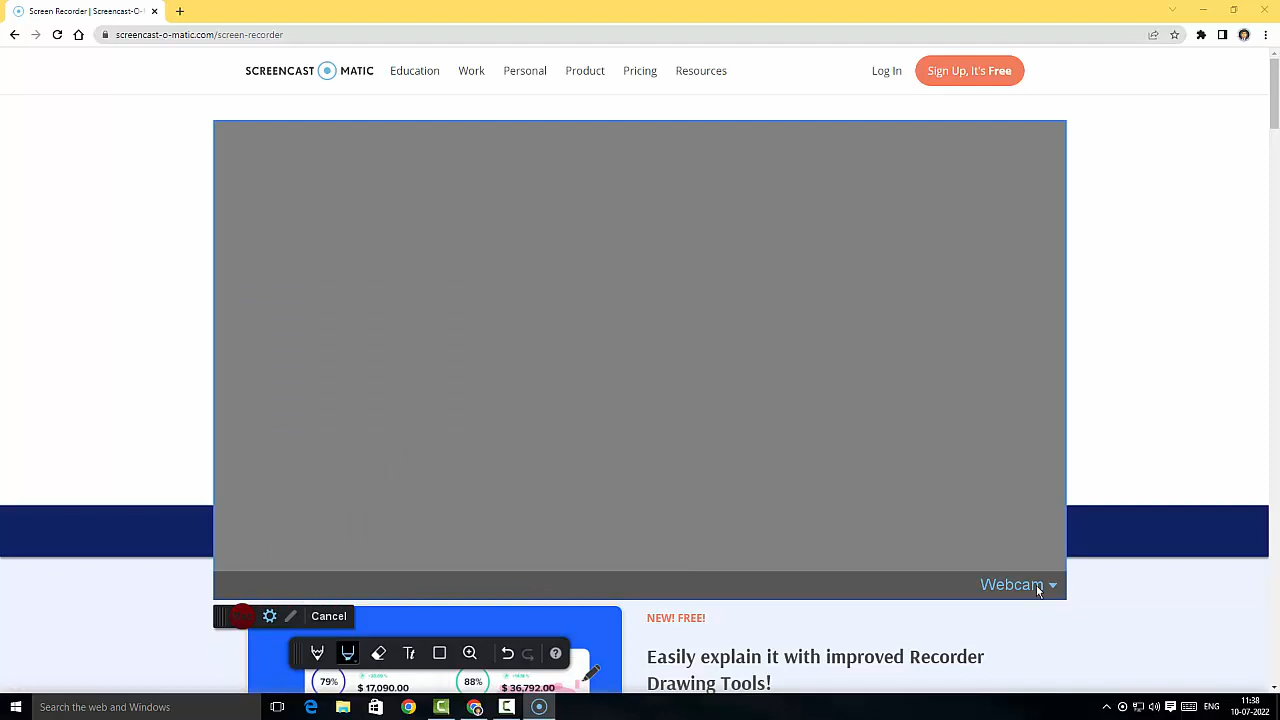 Screen Recorder | Screencast-O-
screencast-o-matic.com/screen-recorder
SCREENCAST MATIC Education Work Personal Product Pricing Resources Log In Sign Up, It's Free
Webcam
Cancel
NEW! FREE!
Easily explain it with improved Recorder
Drawing Tools!
Tt
79% $ 17,090.00 88% $ 36,792.00
Search the web and Windows
ENG
11:38
10-07-2022